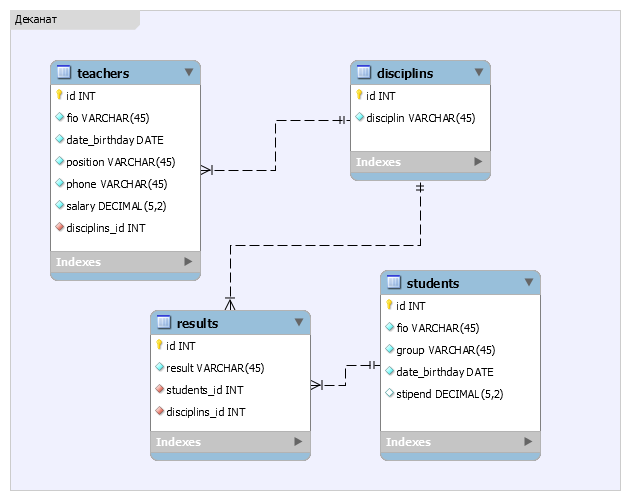 Деканат
teachers
id INT
fio VARCHAR(45)
date_birthday DATE
position VARCHAR(45)
phone VARCHAR(45)
salary DECIMAL(5,2)
disciplins_id INT
Indexes
disciplins
id INT
disciplin VARCHAR(45)
Indexes
results
id INT
result VARCHAR(45)
students_id INT
disciplins_id INT
Indexes
students
id INT
fio VARCHAR(45)
group VARCHAR(45)
date_birthday DATE
stipend DECIMAL(5,2)
Indexes